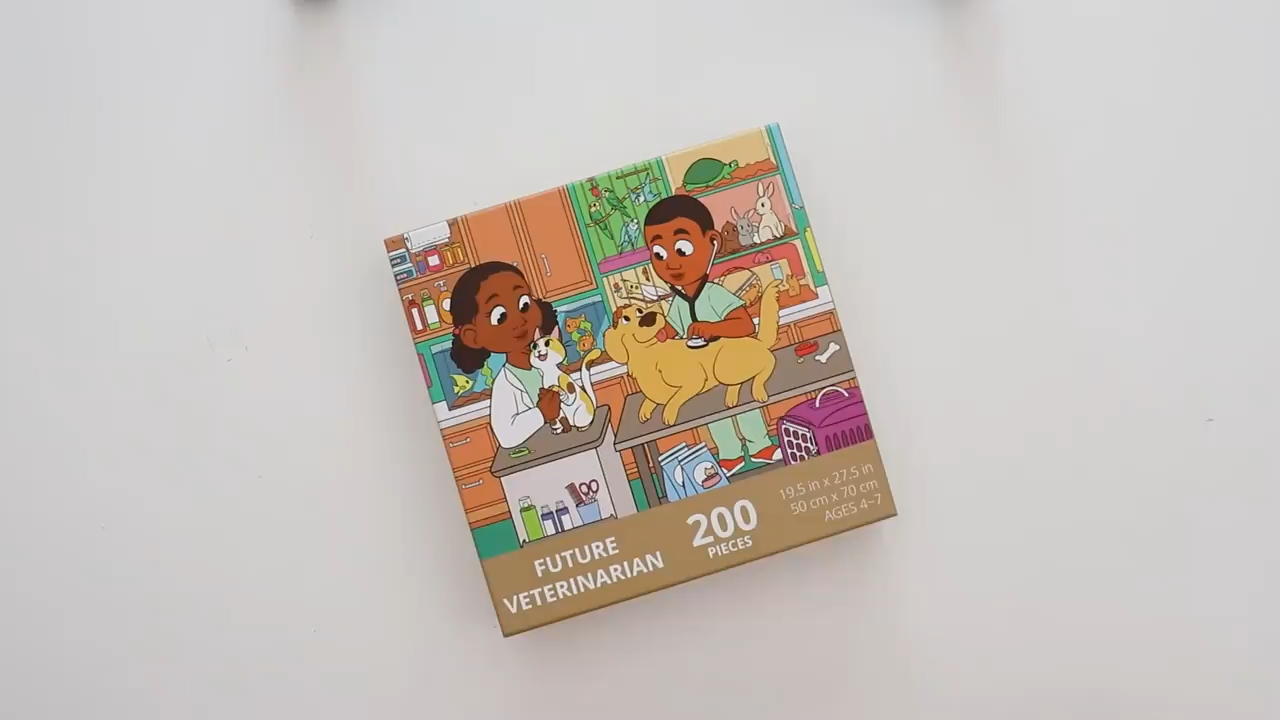 FUTURE
VETERINARIAN
200
PIECES
19.5 in x 27.5 in
50 cm x 70 cm
AGES 4–7